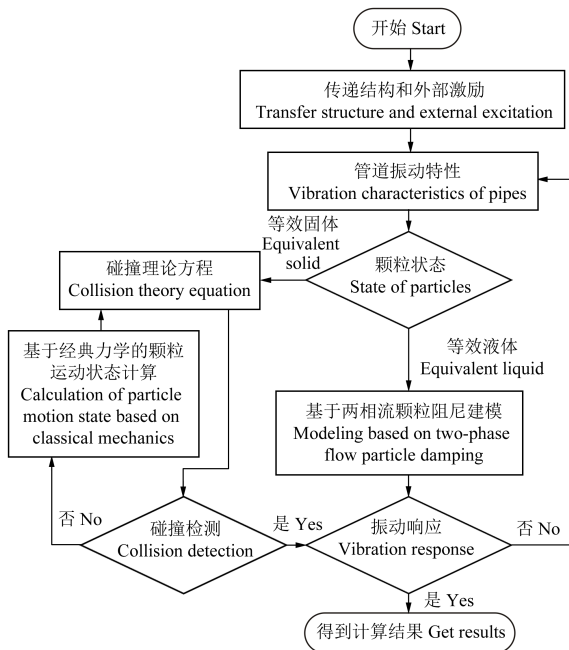 开始 Start
传递结构和外部激励
Transfer structure and external excitation
管道振动特性
Vibration characteristics of pipes
等效固体
Equivalent
solid
颗粒状态
State of particles
碰撞理论方程
Collision theory equation
等效液体
Equivalent liquid
基于经典力学的颗粒
运动状态计算
Calculation of particle
motion state based on
classical mechanics
基于两相流颗粒阻尼建模
Modeling based on two-phase
flow particle damping
否 No
碰撞检测
Collision detection
是 Yes
振动响应
Vibration response
否 No
是 Yes
得到计算结果 Get results